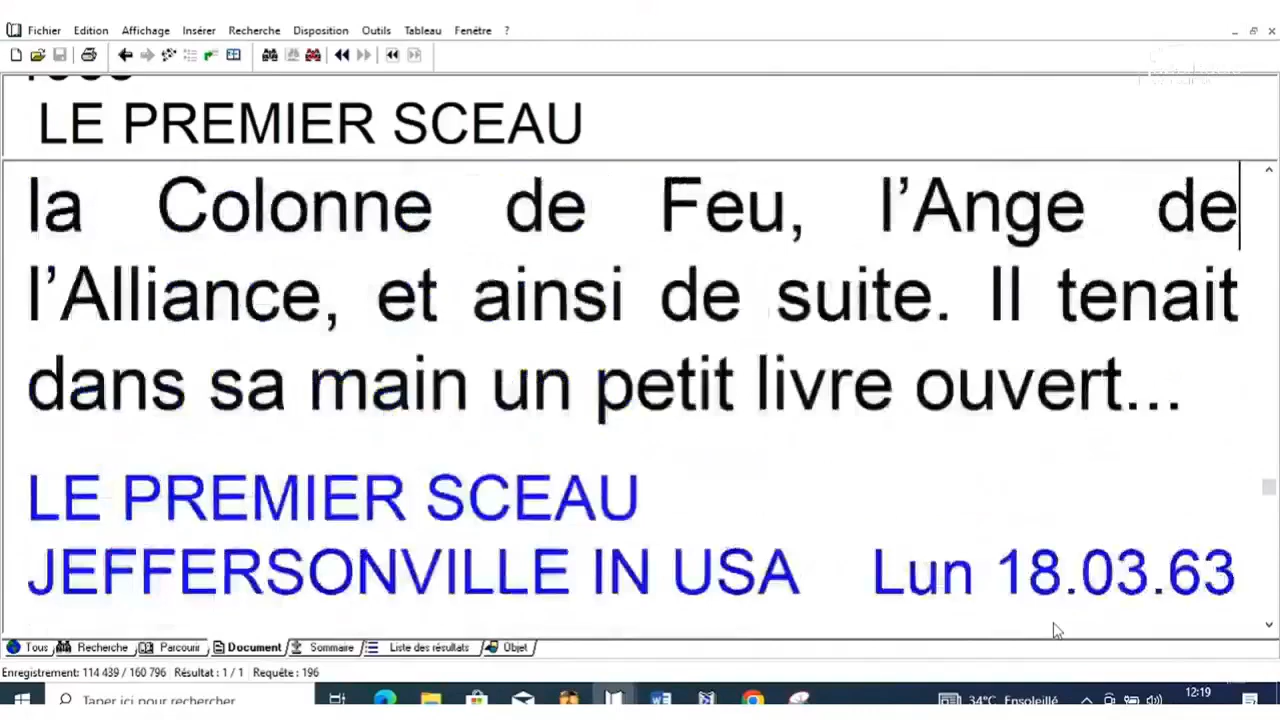 Fichier Edition Affichage Insérer Recherche Disposition Outils Tableau Fenêtre ?
LE PREMIER SCEAU
la Colonne de Feu, l’Ange de
l’Alliance, et ainsi de suite. Il tenait
dans sa main un petit livre ouvert...
LE PREMIER SCEAU
JEFFERSONVILLE IN USA Lun 18.03.63
Tous Recherche Parcourir Document Sommaire Liste des résultats Objet
Enregistrement: 114 439 / 160 796 Résultat : 1 / 1 Requête : 196
Taper ici pour rechercher 34°C Ensoleillé 12:19